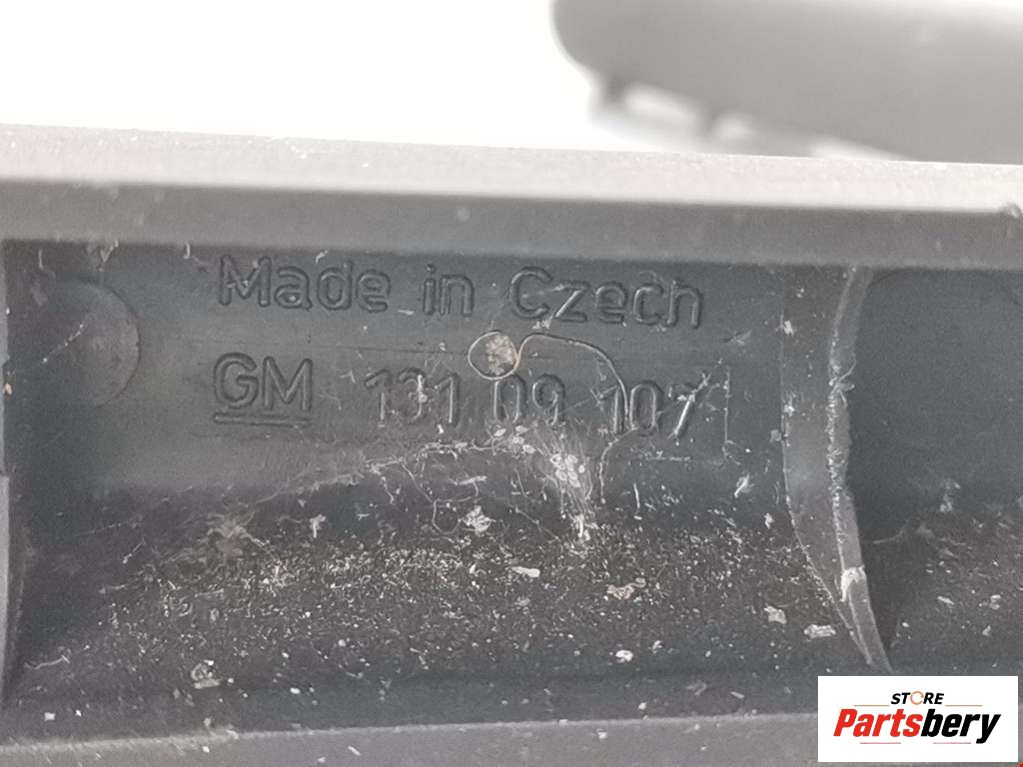 Made in Czech
GM 131 09 107
STORE
Partsbery